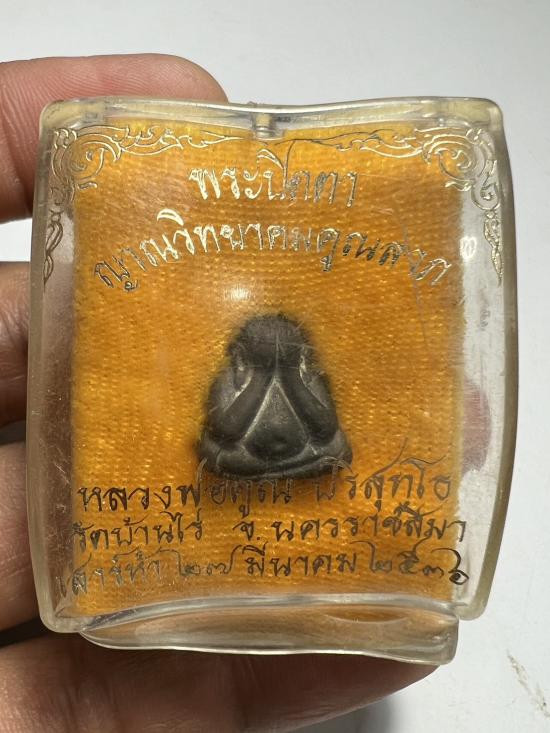 พระปิดตา
ญาณวิทยาคมคูณลาภ
หลวงพ่อคูณ ปริสุทฺโธ
วัดบ้านไร่ จ.นครราชสีมา
เสาร์ห้า ๒๗ มีนาคม ๒๕๓๖